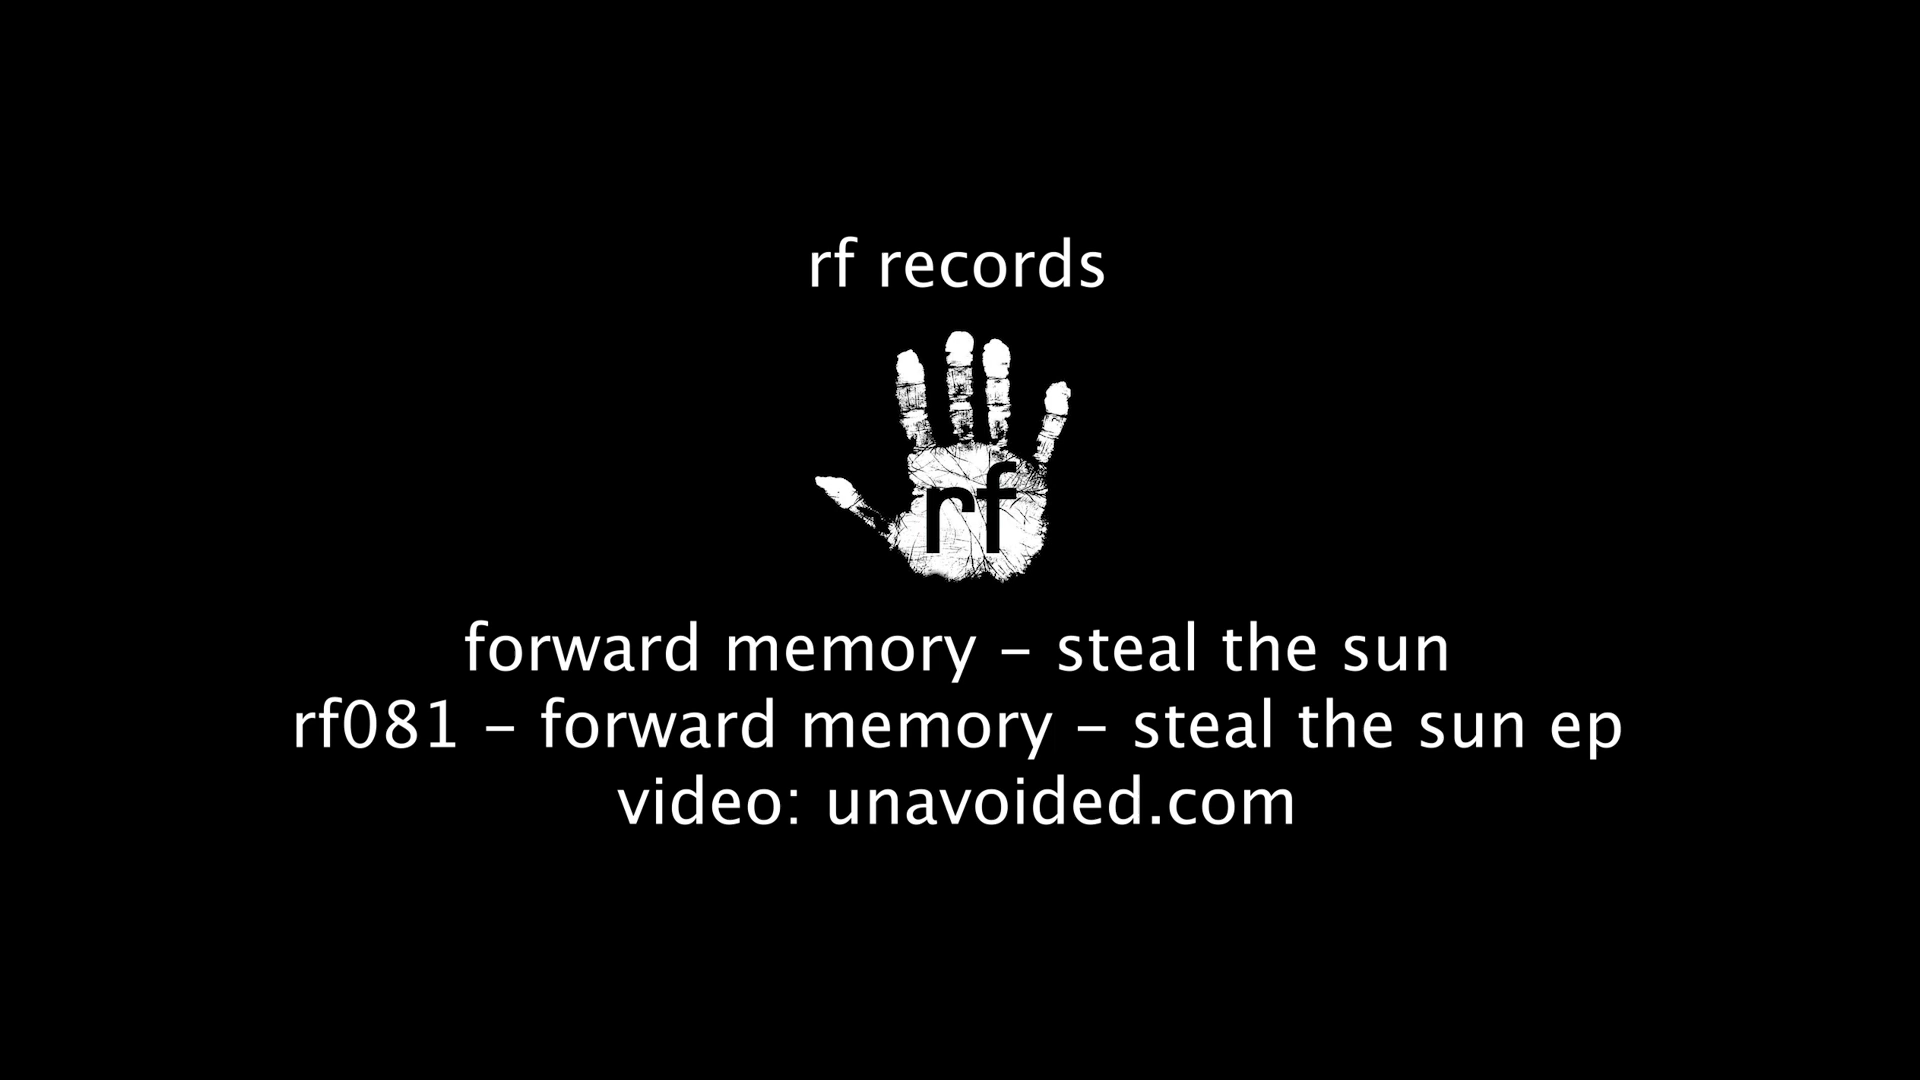 rf records
rf
forward memory – steal the sun
rf081 – forward memory – steal the sun ep
video: unavoided.com